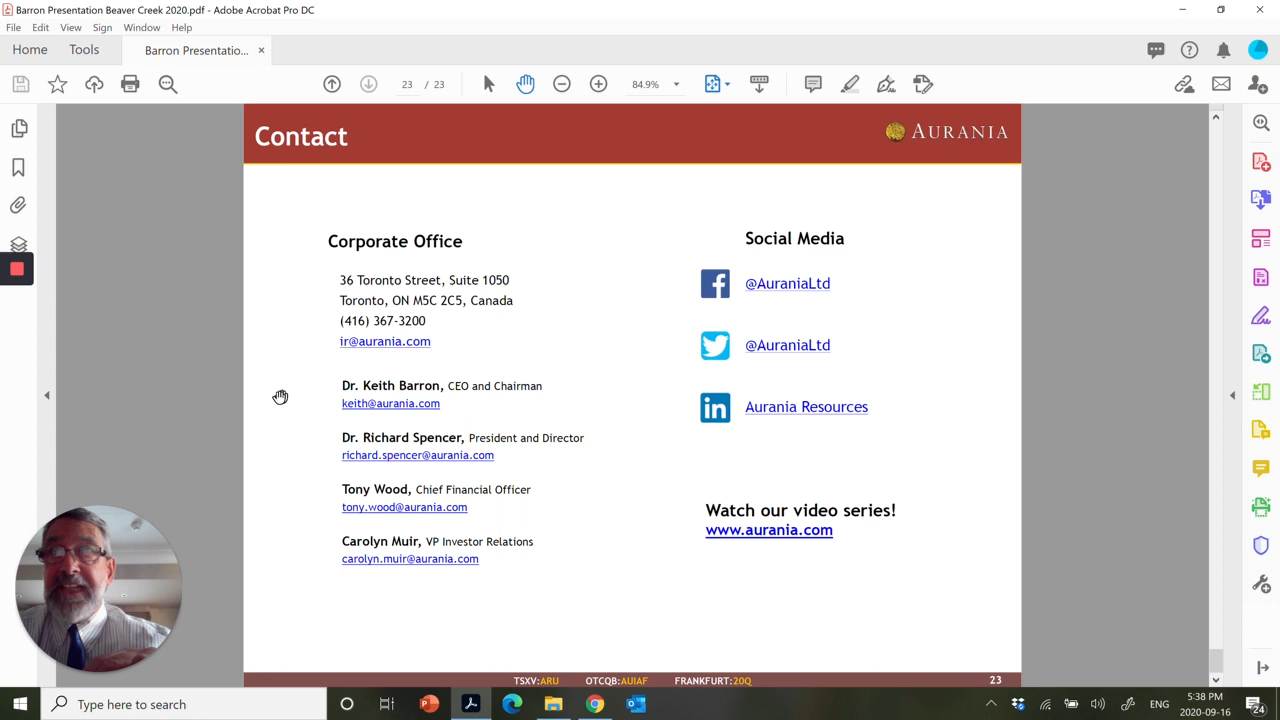 Barron Presentation Beaver Creek 2020.pdf - Adobe Acrobat Pro DC
File Edit View Sign Window Help
Home Tools Barron Presentatio... ×
23 / 23 84.9%
Contact
AURANIA
Corporate Office
36 Toronto Street, Suite 1050
Toronto, ON M5C 2C5, Canada
(416) 367-3200
ir@aurania.com
Dr. Keith Barron, CEO and Chairman
keith@aurania.com
Dr. Richard Spencer, President and Director
richard.spencer@aurania.com
Tony Wood, Chief Financial Officer
tony.wood@aurania.com
Carolyn Muir, VP Investor Relations
carolyn.muir@aurania.com
Social Media
@AuraniaLtd
@AuraniaLtd
Aurania Resources
Watch our video series!
www.aurania.com
TSXV:ARU OTCQB:AUIAF FRANKFURT:20Q 23
Type here to search
ENG
5:38 PM
2020-09-16
24